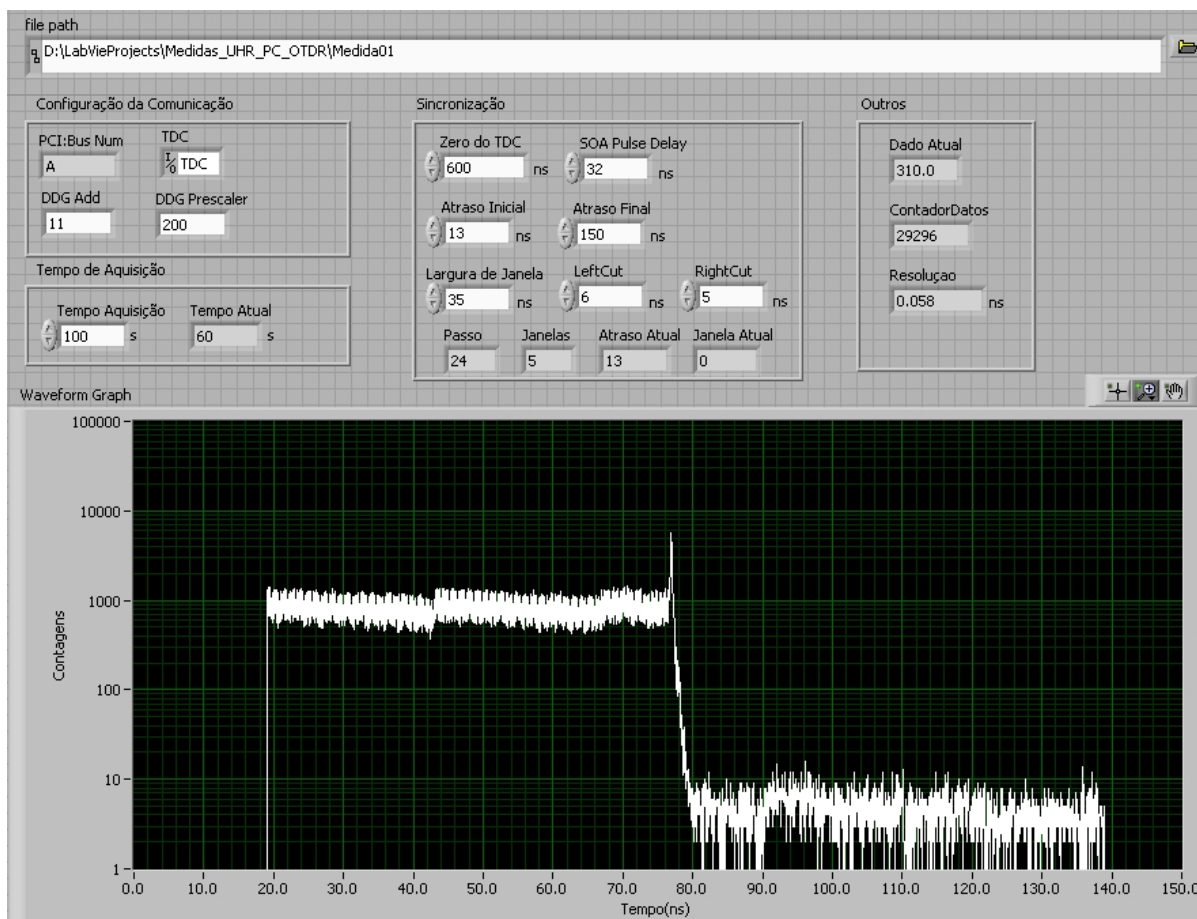 file path
D:\LabVieProjects\Medidas_UHR_PC_OTDR\Medida01
Configuração da Comunicação
PCI:Bus Num
TDC
A
I/0 TDC
DDG Add
DDG Prescaler
11
200
Tempo de Aquisição
Tempo Aquisição
Tempo Atual
100 s
60 s
Sincronização
Zero do TDC
SOA Pulse Delay
600 ns
32 ns
Atraso Inicial
Atraso Final
13 ns
150 ns
Largura de Janela
LeftCut
RightCut
35 ns
6 ns
5 ns
Passo
Janelas
Atraso Atual
Janela Atual
24
5
13
0
Outros
Dado Atual
310.0
ContadorDatos
29296
Resoluçao
0.058 ns
Waveform Graph
100000
10000
1000
100
10
1
Contagens
0.0 10.0 20.0 30.0 40.0 50.0 60.0 70.0 80.0 90.0 100.0 110.0 120.0 130.0 140.0 150.0
Tempo(ns)